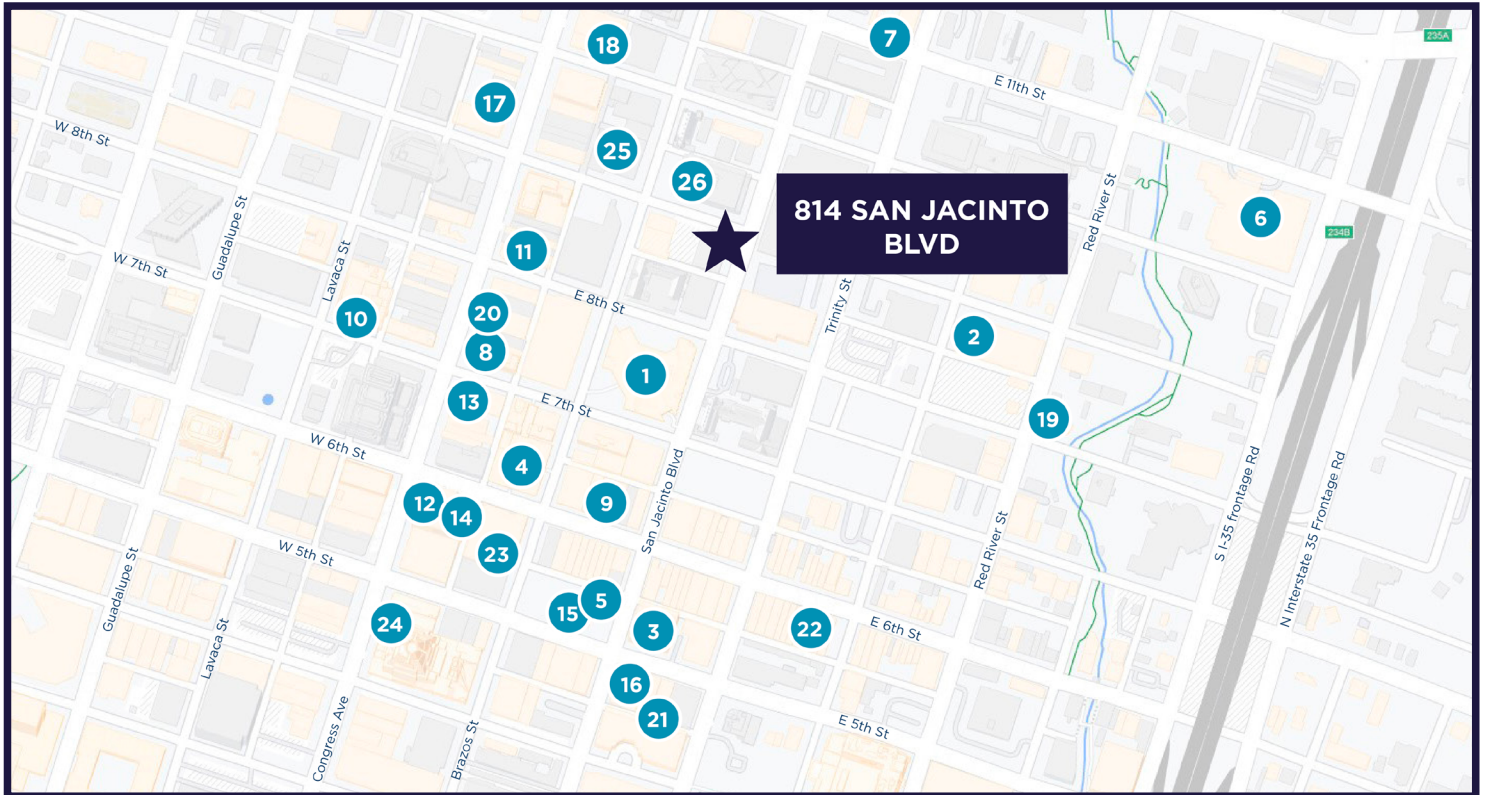 18
7
235A
17
E 11th St
W 8th St
25
26
814 SAN JACINTO
BLVD
Red River St
6
234B
Guadalupe St
Lavaca St
11
W 7th St
10
20
E 8th St
Trinity St
8
2
1
13
E 7th St
19
W 6th St
4
San Jacinto Blvd
12
14
9
S I-35 frontage Rd
N Interstate 35 Frontage Rd
23
W 5th St
Red River St
Guadalupe St
15
5
24
3
22
E 6th St
Lavaca St
16
21
E 5th St
Congress Ave
Brazos St